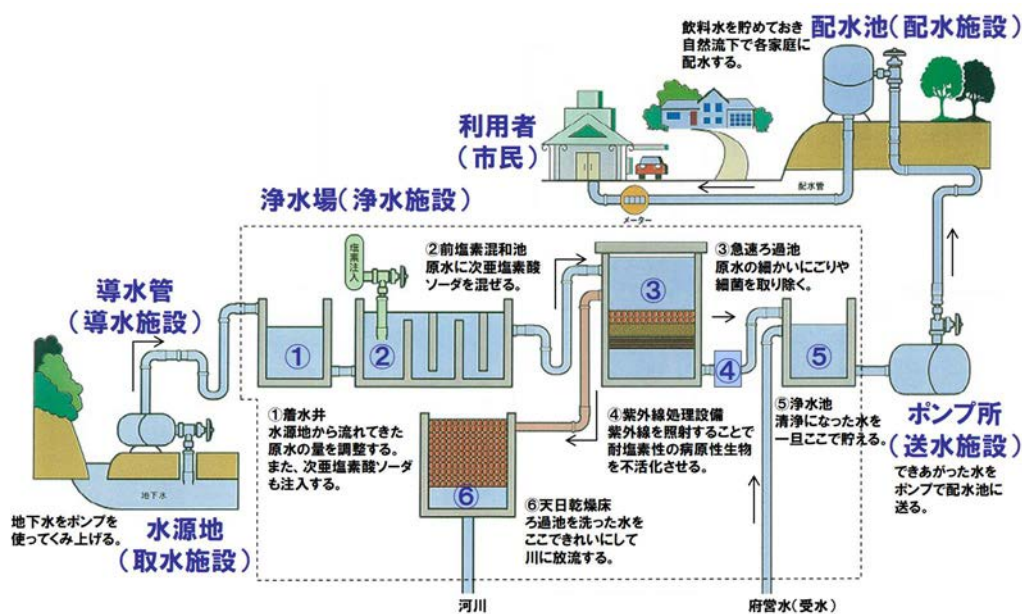 飲料水を貯めておき
自然流下で各家庭に
配水する。
配水池(配水施設)
利用者
(市民)
配水管
メーター
浄水場(浄水施設)
塩素注入
②前塩素混和池
原水に次亜塩素酸
ソーダを混ぜる。
③急速ろ過池
原水の細かいにごりや
細菌を取り除く。
導水管
(導水施設)
①
②
③
④
⑤
⑥
①着水井
水源地から流れてきた
原水の量を調整する。
また、次亜塩素酸ソーダ
も注入する。
④紫外線処理設備
紫外線を照射することで
耐塩素性の病原性生物
を不活化させる。
⑤浄水池
清浄になった水を
一旦ここで貯える。
ポンプ所
(送水施設)
できあがった水を
ポンプで配水池に
送る。
地下水
地下水をポンプを
使ってくみ上げる。
水源地
(取水施設)
⑥天日乾燥床
ろ過池を洗った水を
ここできれいにして
川に放流する。
河川
府営水(受水)